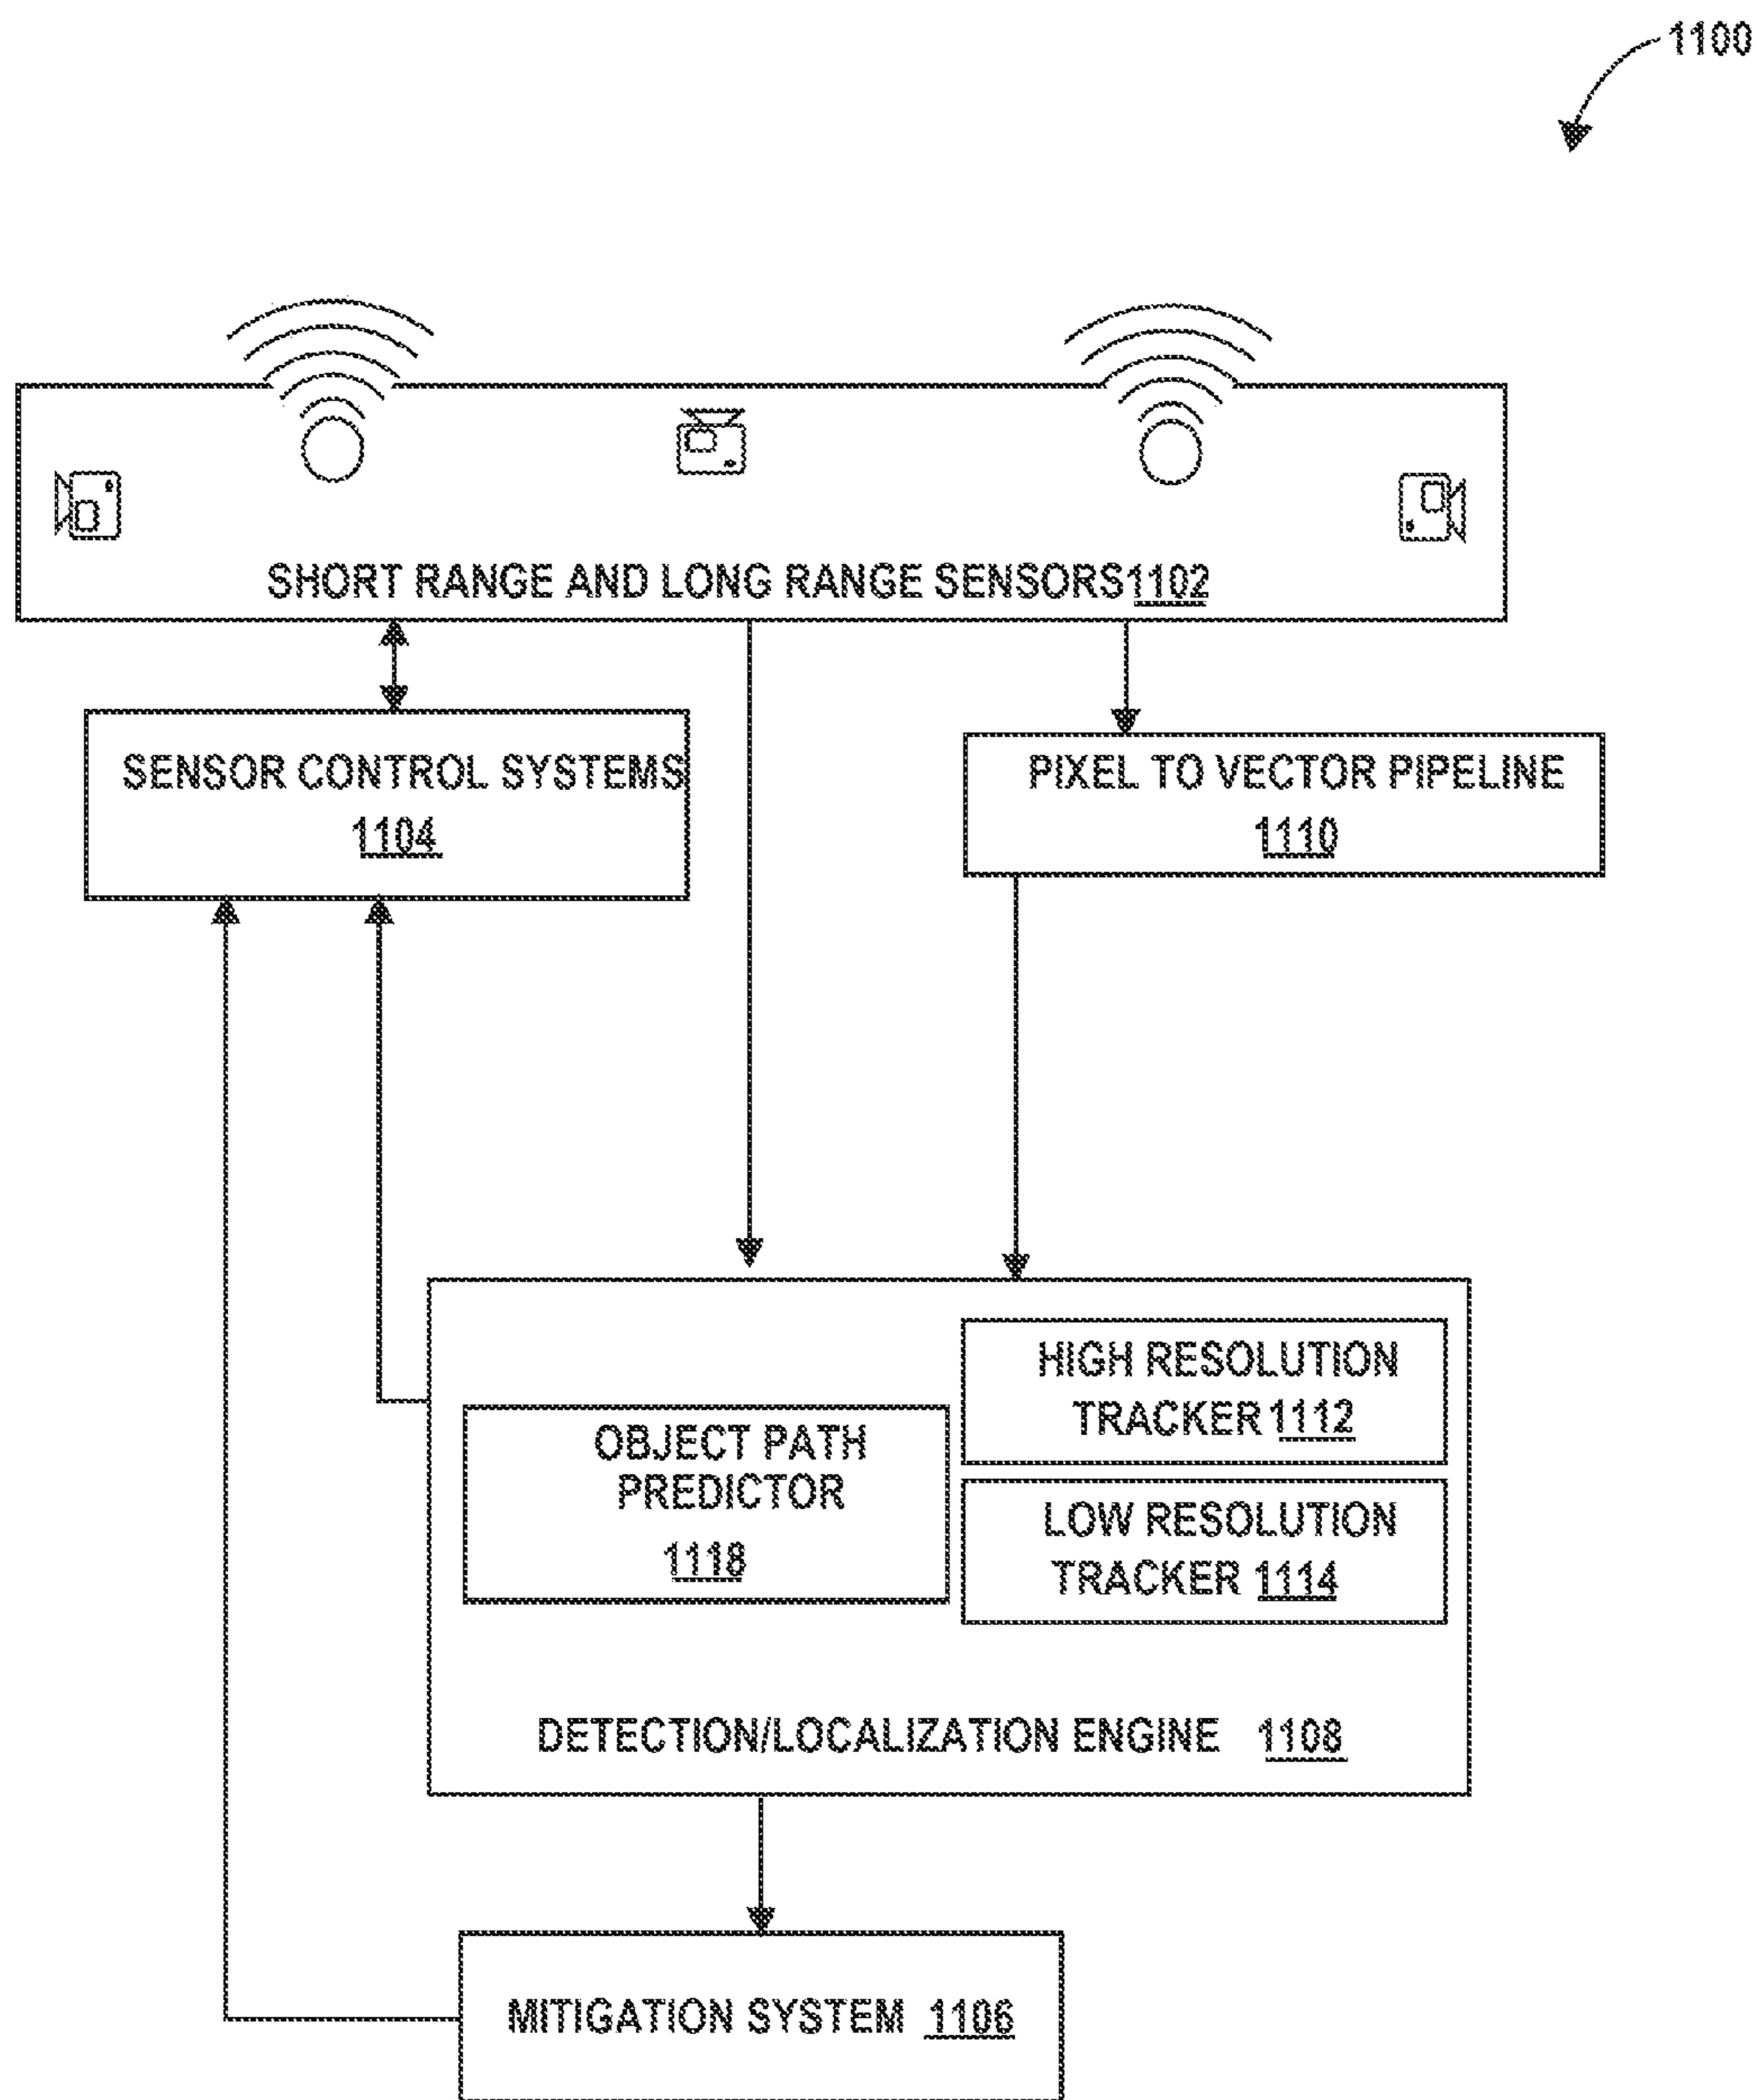 1100
SHORT RANGE AND LONG RANGE SENSORS1102
SENSOR CONTROL SYSTEMS
1104
PIXEL TO VECTOR PIPELINE
1110
HIGH RESOLUTION
TRACKER 1112
OBJECT PATH
PREDICTOR
1118
LOW RESOLUTION
TRACKER 1114
DETECTION/LOCALIZATION ENGINE 1108
MITIGATION SYSTEM 1106